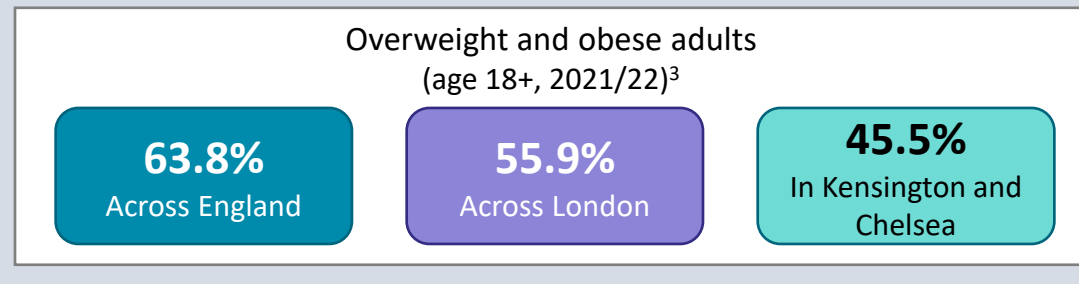 Overweight and obese adults
(age 18+, 2021/22)³
63.8%
Across England
55.9%
Across London
45.5%
In Kensington and
Chelsea